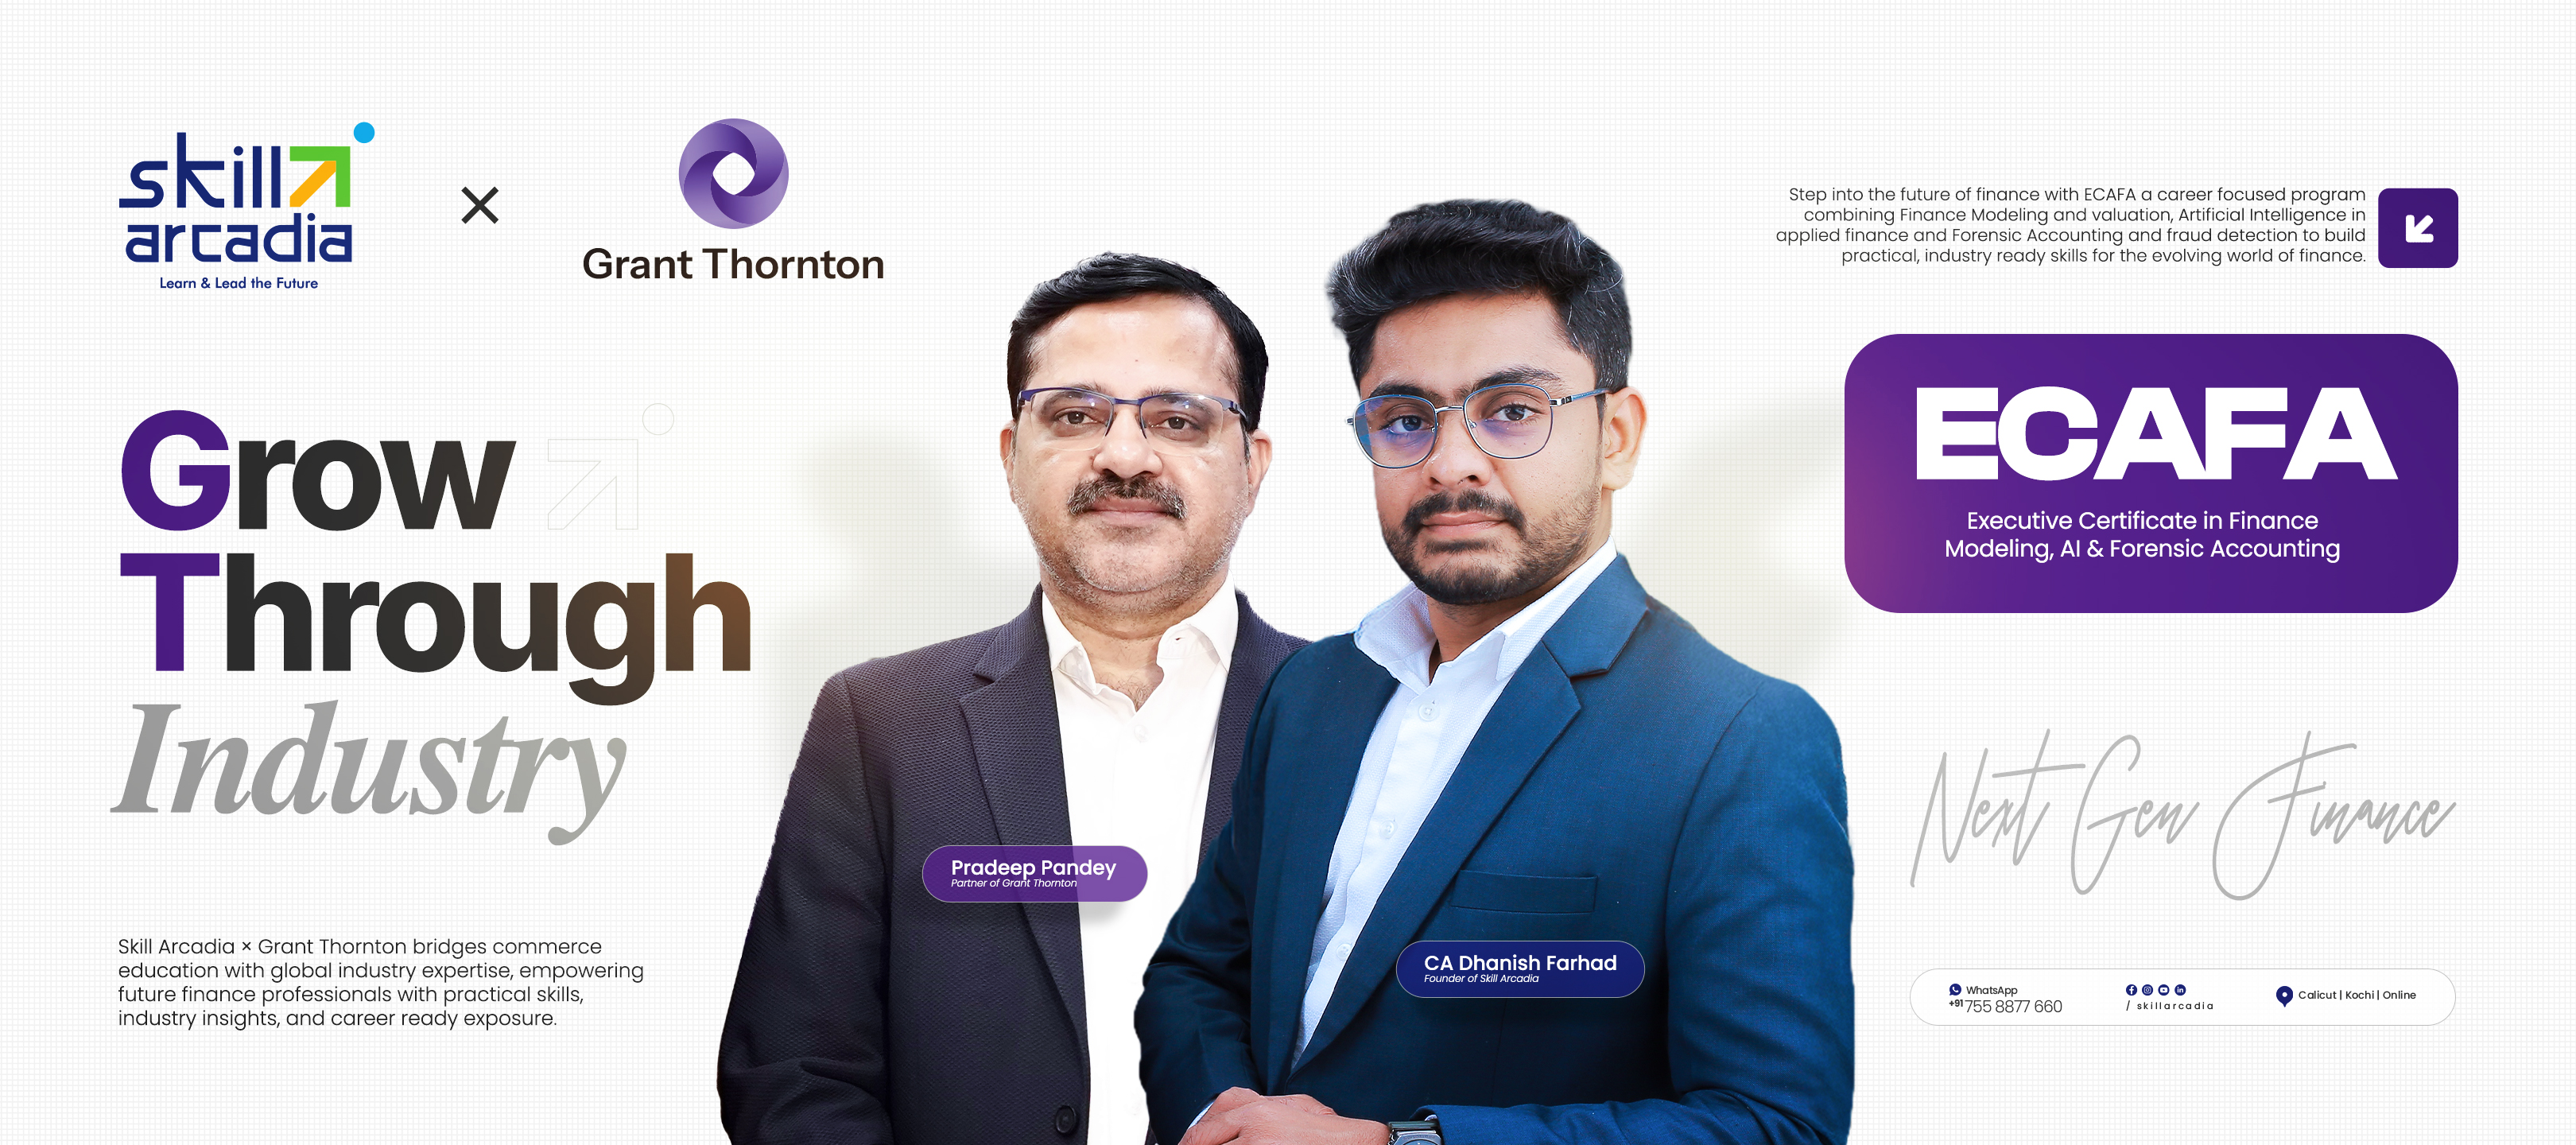 skill
arcadia
Learn & Lead the Future
×
Grant Thornton
Step into the future of finance with ECAFA a career focused program
combining Finance Modeling and valuation, Artificial Intelligence in
applied finance and Forensic Accounting and fraud detection to build
practical, industry ready skills for the evolving world of finance.
Grow
Through
Industry
ECAFA
Executive Certificate in Finance
Modeling, AI & Forensic Accounting
Next Gen Finance
Pradeep Pandey
Partner of Grant Thornton
CA Dhanish Farhad
Founder of Skill Arcadia
Skill Arcadia × Grant Thornton bridges commerce
education with global industry expertise, empowering
future finance professionals with practical skills,
industry insights, and career ready exposure.
WhatsApp
+91 755 8877 660
/ skillarcadia
Calicut | Kochi | Online